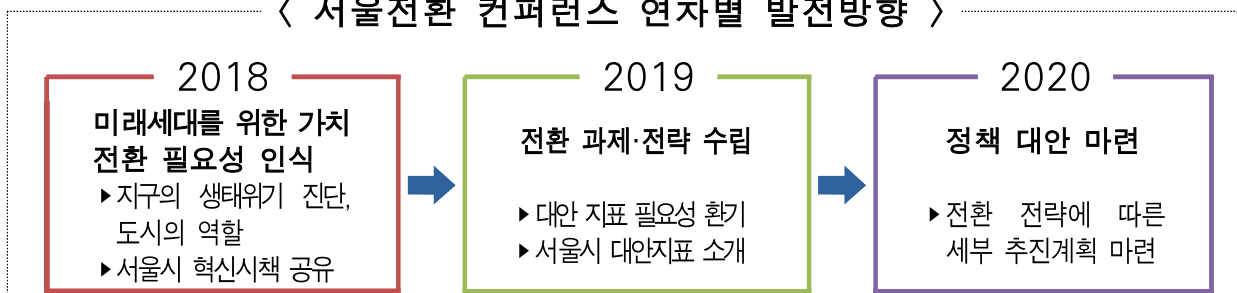 〈 서울전환 컨퍼런스 연차별 발전방향 〉
2018
미래세대를 위한 가치
전환 필요성 인식
▶지구의 생태위기 진단,
도시의 역할
▶서울시 혁신시책 공유
2019
전환 과제·전략 수립
▶대안 지표 필요성 환기
▶서울시 대안지표 소개
2020
정책 대안 마련
▶전환 전략에 따른
세부 추진계획 마련